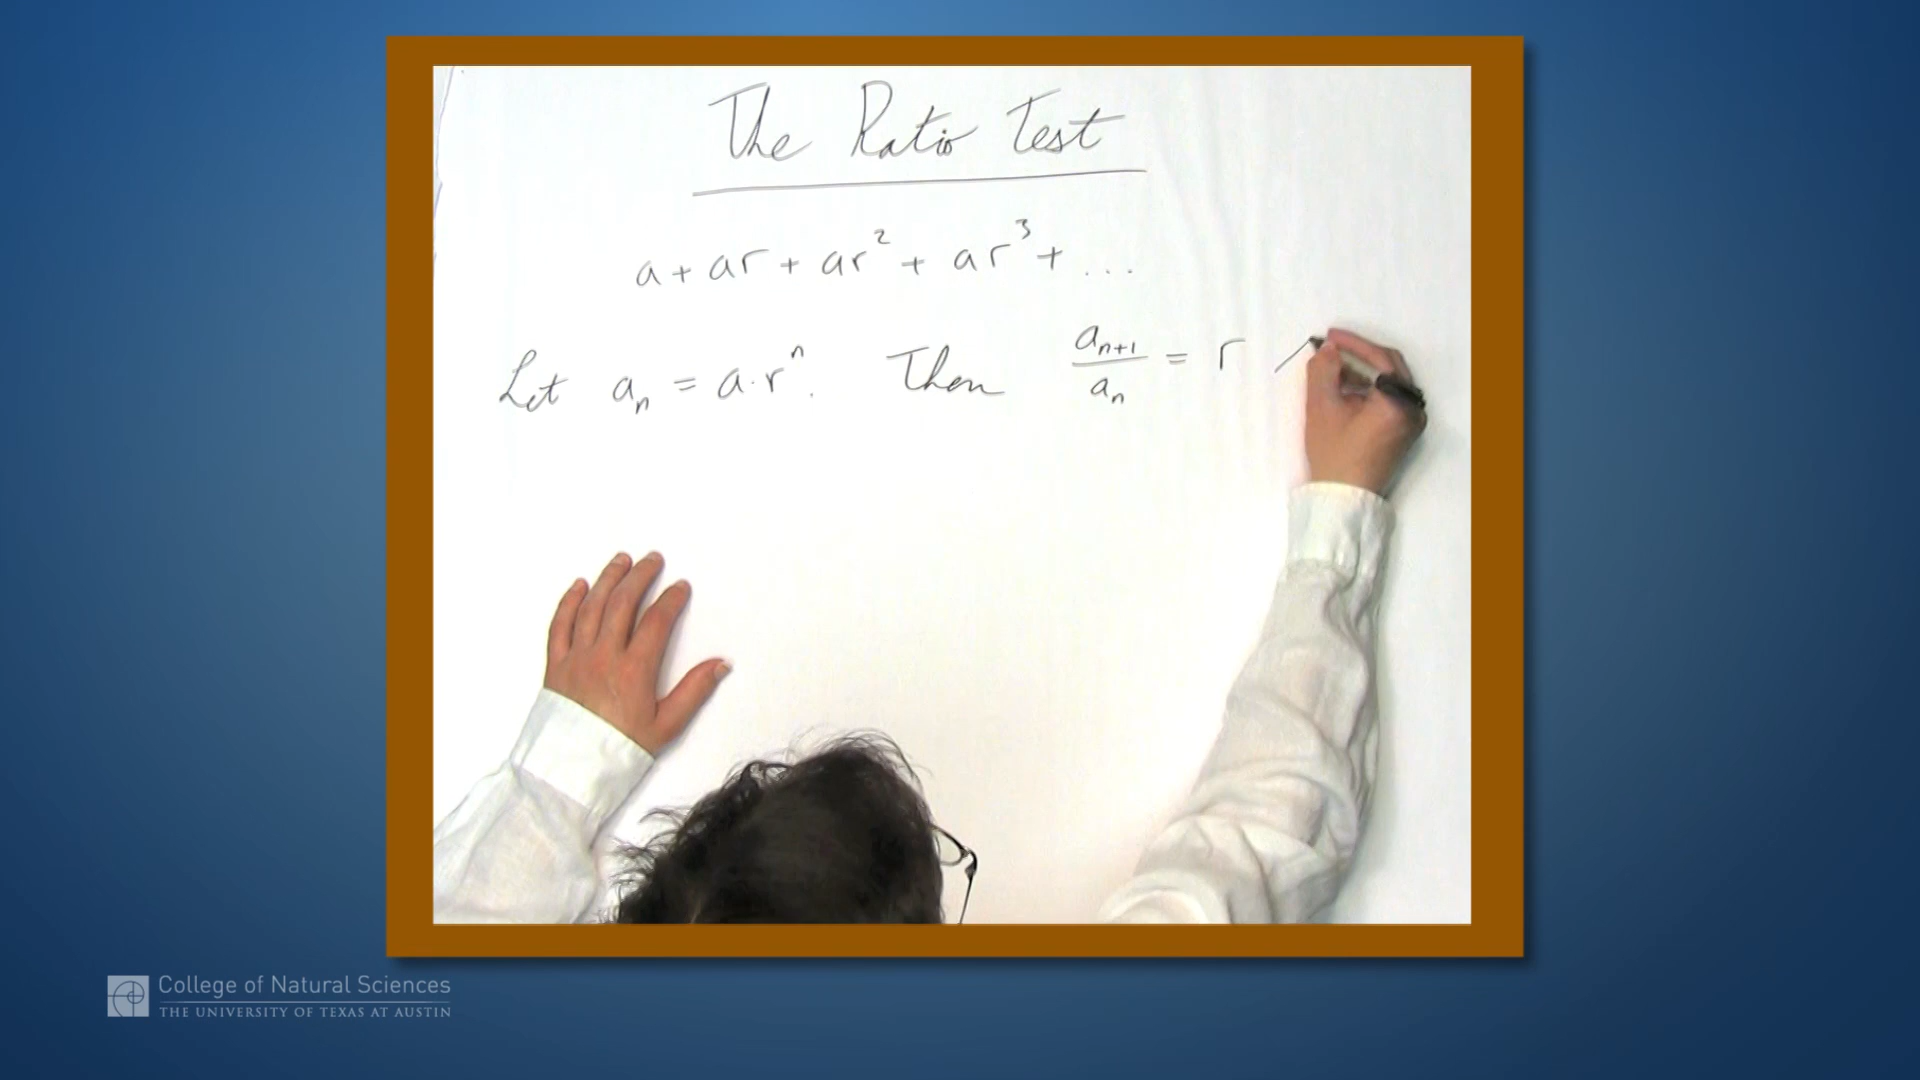 The Ratio Test
a + ar + ar² + ar³ + ...
Let aₙ = a · rⁿ. Then aₙ₊₁/aₙ = r
College of Natural Sciences
THE UNIVERSITY OF TEXAS AT AUSTIN